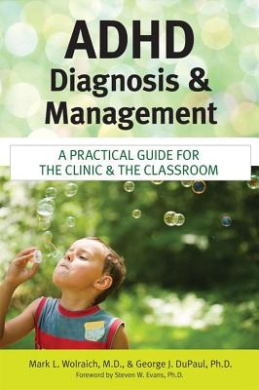 ADHD
Diagnosis &
Management
A PRACTICAL GUIDE FOR
THE CLINIC & THE CLASSROOM
Mark L. Wolraich, M.D., & George J. DuPaul, Ph.D.
Foreword by Steven W. Evans, Ph.D.